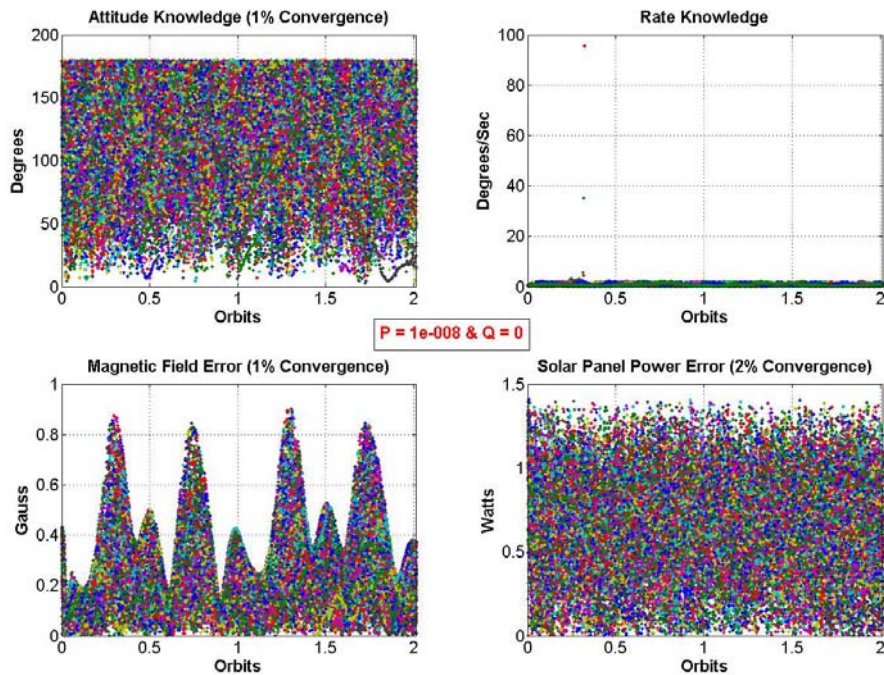 Attitude Knowledge (1% Convergence)
200
150
100
50
0
Degrees
0 0.5 1 1.5 2
Orbits
Rate Knowledge
100
80
60
40
20
0
Degrees/Sec
0 0.5 1 1.5 2
Orbits
P = 1e-008 & Q = 0
Magnetic Field Error (1% Convergence)
1
0.8
0.6
0.4
0.2
0
Gauss
0 0.5 1 1.5 2
Orbits
Solar Panel Power Error (2% Convergence)
1.5
1
0.5
0
Watts
0 0.5 1 1.5 2
Orbits